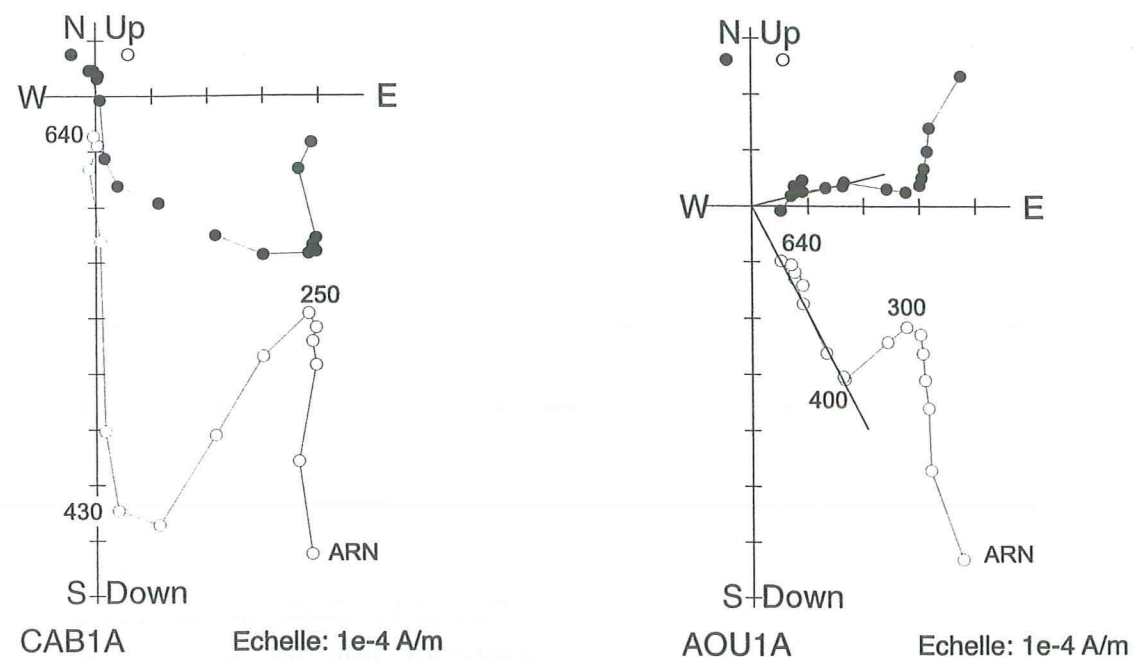 N Up
W E
640
250
430
ARN
S Down
CAB1A Echelle: 1e-4 A/m
N Up
W E
640
300
400
ARN
S Down
AOU1A Echelle: 1e-4 A/m